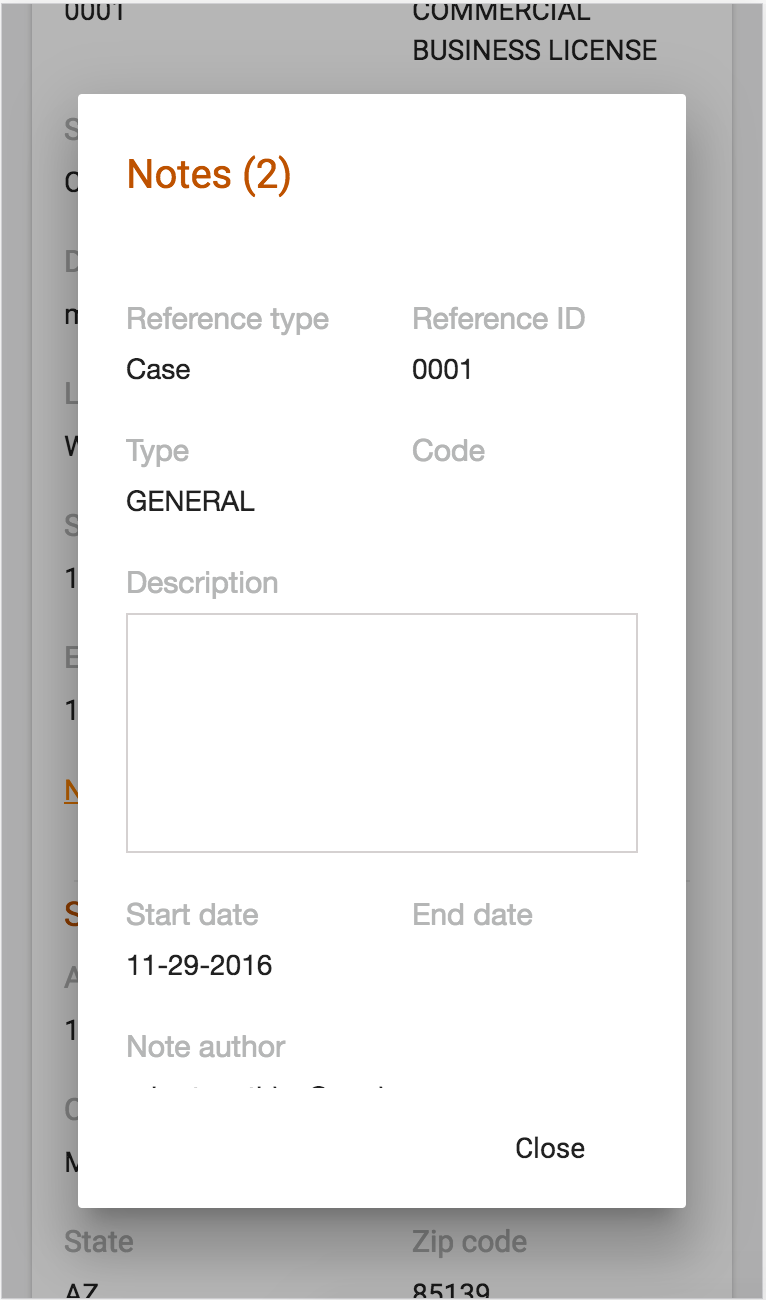 0001 COMMERCIAL
BUSINESS LICENSE
Notes (2)
Reference type Reference ID
Case 0001
Type Code
GENERAL
Description
Start date End date
11-29-2016
Note author
Close
State Zip code
AZ 85139